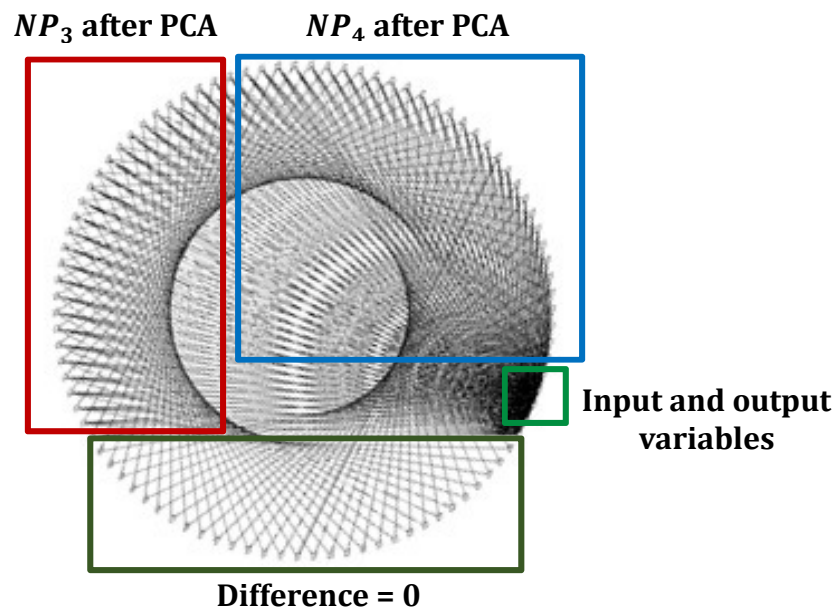 NP₃ after PCA
NP₄ after PCA
Input and output
variables
Difference = 0